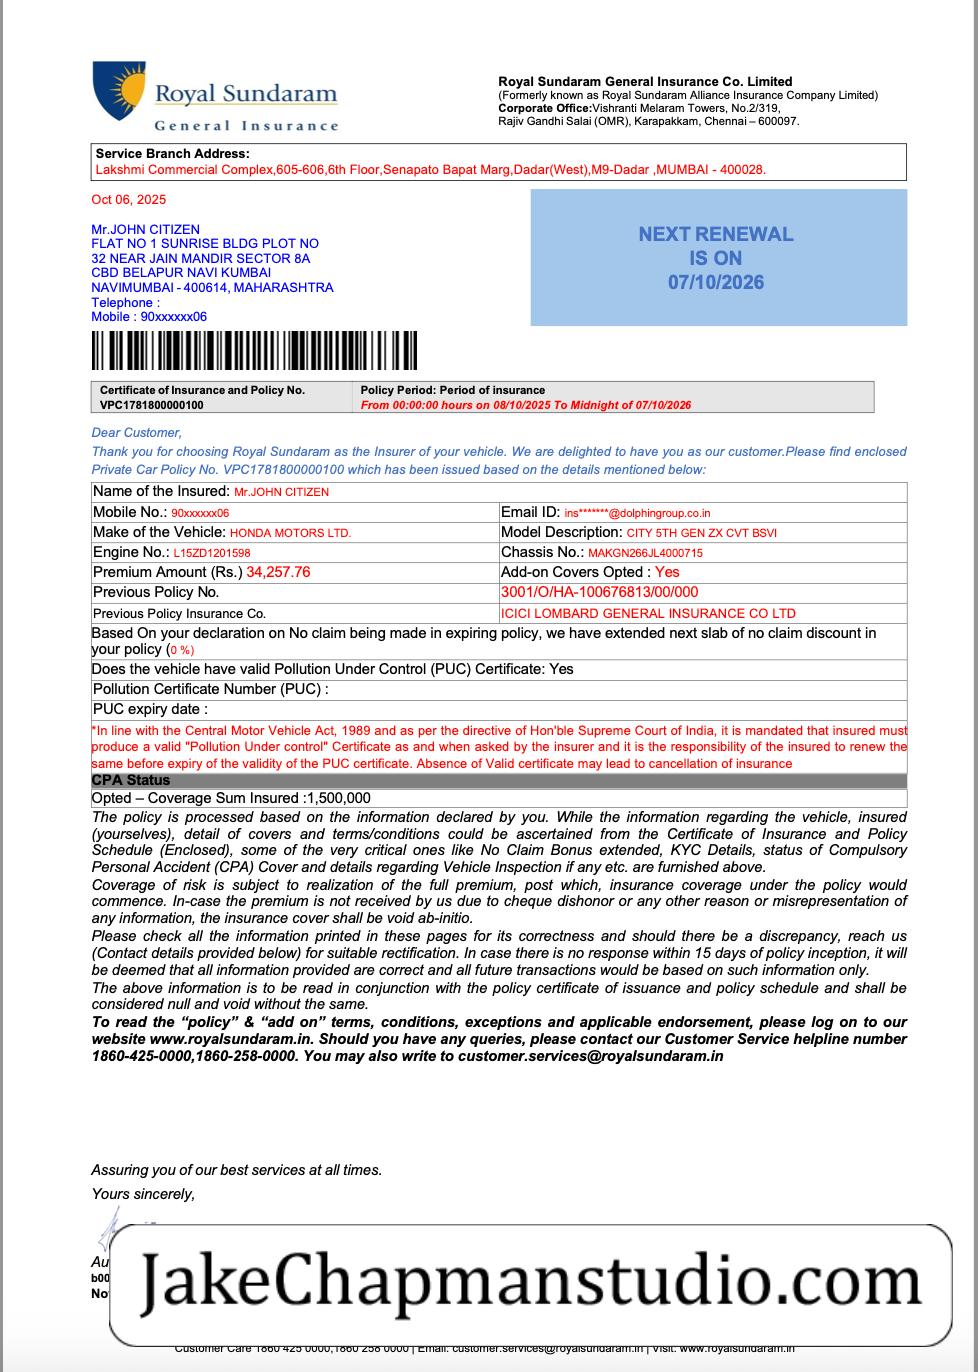 Royal Sundaram
General Insurance
Royal Sundaram General Insurance Co. Limited
(Formerly known as Royal Sundaram Alliance Insurance Company Limited)
Corporate Office:Vishranti Melaram Towers, No.2/319,
Rajiv Gandhi Salai (OMR), Karapakkam, Chennai – 600097.
Service Branch Address:
Lakshmi Commercial Complex,605-606,6th Floor,Senapato Bapat Marg,Dadar(West),M9-Dadar ,MUMBAI - 400028.
Oct 06, 2025
Mr.JOHN CITIZEN
FLAT NO 1 SUNRISE BLDG PLOT NO
32 NEAR JAIN MANDIR SECTOR 8A
CBD BELAPUR NAVI KUMBAI
NAVIMUMBAI - 400614, MAHARASHTRA
Telephone :
Mobile : 90xxxxxx06
NEXT RENEWAL
IS ON
07/10/2026
Certificate of Insurance and Policy No.
VPC1781800000100
Policy Period: Period of insurance
From 00:00:00 hours on 08/10/2025 To Midnight of 07/10/2026
Dear Customer,
Thank you for choosing Royal Sundaram as the Insurer of your vehicle. We are delighted to have you as our customer.Please find enclosed
Private Car Policy No. VPC1781800000100 which has been issued based on the details mentioned below:
Name of the Insured: Mr.JOHN CITIZEN
Mobile No.: 90xxxxxx06
Email ID: ins*******@dolphingroup.co.in
Make of the Vehicle: HONDA MOTORS LTD.
Model Description: CITY 5TH GEN ZX CVT BSVI
Engine No.: L15ZD1201598
Chassis No.: MAKGN266JL4000715
Premium Amount (Rs.) 34,257.76
Add-on Covers Opted : Yes
Previous Policy No.
3001/O/HA-100676813/00/000
Previous Policy Insurance Co.
ICICI LOMBARD GENERAL INSURANCE CO LTD
Based On your declaration on No claim being made in expiring policy, we have extended next slab of no claim discount in
your policy (0 %)
Does the vehicle have valid Pollution Under Control (PUC) Certificate: Yes
Pollution Certificate Number (PUC) :
PUC expiry date :
*In line with the Central Motor Vehicle Act, 1989 and as per the directive of Hon'ble Supreme Court of India, it is mandated that insured must
produce a valid "Pollution Under control" Certificate as and when asked by the insurer and it is the responsibility of the insured to renew the
same before expiry of the validity of the PUC certificate. Absence of Valid certificate may lead to cancellation of insurance
CPA Status
Opted – Coverage Sum Insured :1,500,000
The policy is processed based on the information declared by you. While the information regarding the vehicle, insured
(yourselves), detail of covers and terms/conditions could be ascertained from the Certificate of Insurance and Policy
Schedule (Enclosed), some of the very critical ones like No Claim Bonus extended, KYC Details, status of Compulsory
Personal Accident (CPA) Cover and details regarding Vehicle Inspection if any etc. are furnished above.
Coverage of risk is subject to realization of the full premium, post which, insurance coverage under the policy would
commence. In-case the premium is not received by us due to cheque dishonor or any other reason or misrepresentation of
any information, the insurance cover shall be void ab-initio.
Please check all the information printed in these pages for its correctness and should there be a discrepancy, reach us
(Contact details provided below) for suitable rectification. In case there is no response within 15 days of policy inception, it will
be deemed that all information provided are correct and all future transactions would be based on such information only.
The above information is to be read in conjunction with the policy certificate of issuance and policy schedule and shall be
considered null and void without the same.
To read the “policy” & “add on” terms, conditions, exceptions and applicable endorsement, please log on to our
website www.royalsundaram.in. Should you have any queries, please contact our Customer Service helpline number
1860-425-0000,1860-258-0000. You may also write to customer.services@royalsundaram.in
Assuring you of our best services at all times.
Yours sincerely,
JakeChapmanstudio.com
Customer Care 1860 425 0000,1860 258 0000 | Email: customer.services@royalsundaram.in | Visit: www.royalsundaram.in